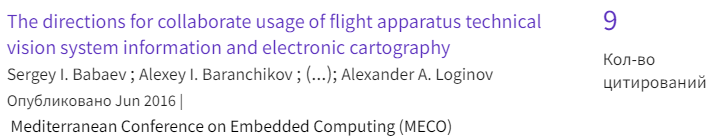 The directions for collaborate usage of flight apparatus technical
vision system information and electronic cartography
Sergey I. Babaev ; Alexey I. Baranchikov ; (...); Alexander A. Loginov
Опубликовано Jun 2016 |
Mediterranean Conference on Embedded Computing (MECO)
9
Кол-во
цитирований